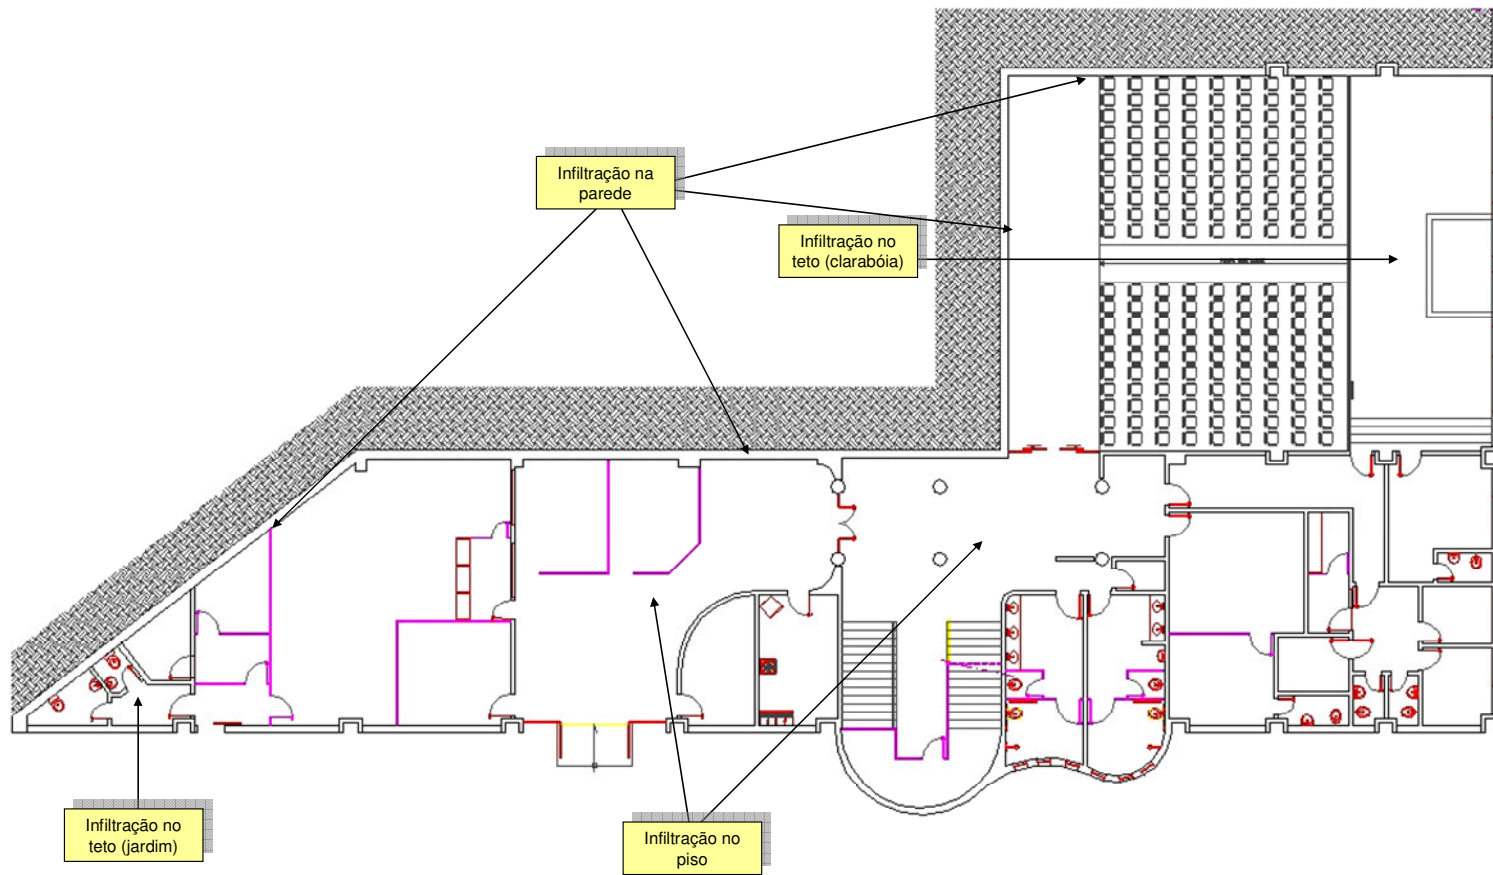 Infiltração na
parede
Infiltração no
teto (clarabóia)
Infiltração no
teto (jardim)
Infiltração no
piso